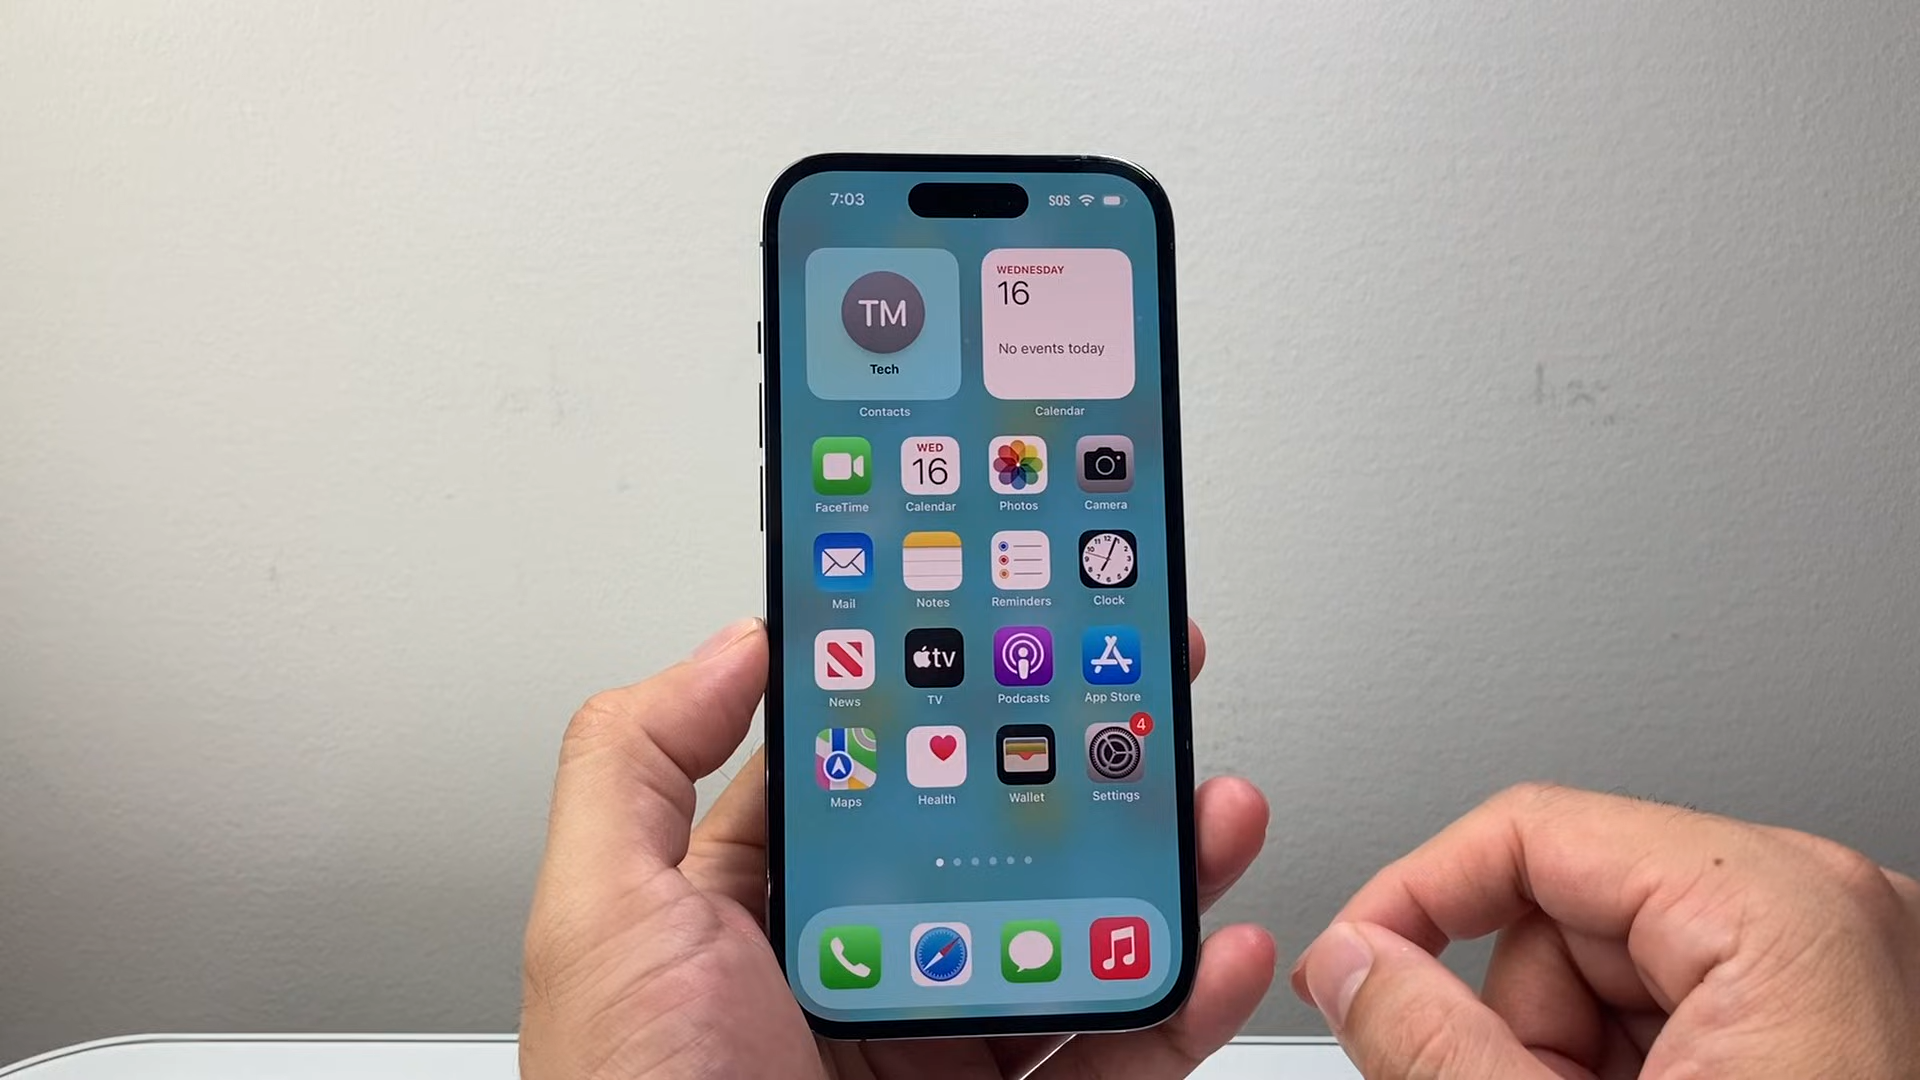 7:03 SOS
TM
Tech
Contacts
WEDNESDAY
16
No events today
Calendar
FaceTime
WED
16
Calendar
Photos
Camera
Mail
Notes
Reminders
Clock
News
tv
TV
Podcasts
App Store
Maps
Health
Wallet
4
Settings